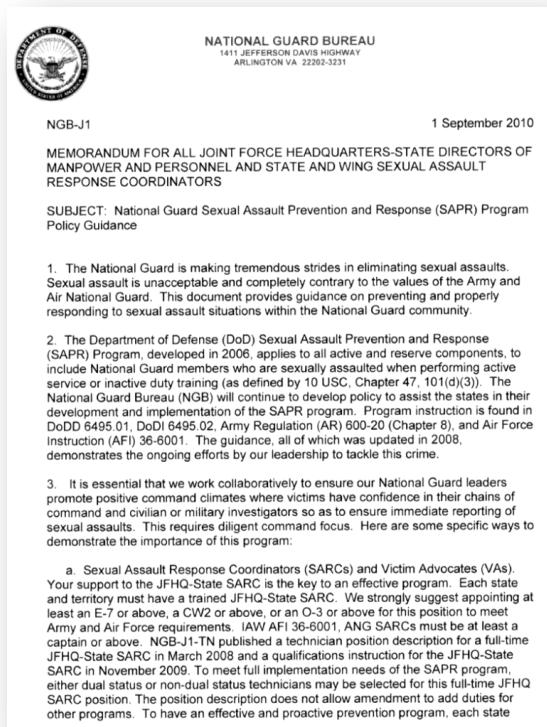 NATIONAL GUARD BUREAU
1411 JEFFERSON DAVIS HIGHWAY
ARLINGTON VA 22202-3231
DEPARTMENT OF DEFENSE
UNITED STATES OF AMERICA
NGB-J1 1 September 2010
MEMORANDUM FOR ALL JOINT FORCE HEADQUARTERS-STATE DIRECTORS OF
MANPOWER AND PERSONNEL AND STATE AND WING SEXUAL ASSAULT
RESPONSE COORDINATORS
SUBJECT: National Guard Sexual Assault Prevention and Response (SAPR) Program
Policy Guidance
1. The National Guard is making tremendous strides in eliminating sexual assaults.
Sexual assault is unacceptable and completely contrary to the values of the Army and
Air National Guard. This document provides guidance on preventing and properly
responding to sexual assault situations within the National Guard community.
2. The Department of Defense (DoD) Sexual Assault Prevention and Response
(SAPR) Program, developed in 2006, applies to all active and reserve components, to
include National Guard members who are sexually assaulted when performing active
service or inactive duty training (as defined by 10 USC, Chapter 47, 101(d)(3)). The
National Guard Bureau (NGB) will continue to develop policy to assist the states in their
development and implementation of the SAPR program. Program instruction is found in
DoDD 6495.01, DoDI 6495.02, Army Regulation (AR) 600-20 (Chapter 8), and Air Force
Instruction (AFI) 36-6001. The guidance, all of which was updated in 2008,
demonstrates the ongoing efforts by our leadership to tackle this crime.
3. It is essential that we work collaboratively to ensure our National Guard leaders
promote positive command climates where victims have confidence in their chains of
command and civilian or military investigators so as to ensure immediate reporting of
sexual assaults. This requires diligent command focus. Here are some specific ways to
demonstrate the importance of this program:
a. Sexual Assault Response Coordinators (SARCs) and Victim Advocates (VAs).
Your support to the JFHQ-State SARC is the key to an effective program. Each state
and territory must have a trained JFHQ-State SARC. We strongly suggest appointing at
least an E-7 or above, a CW2 or above, or an O-3 or above for this position to meet
Army and Air Force requirements. IAW AFI 36-6001, ANG SARCs must be at least a
captain or above. NGB-J1-TN published a technician position description for a full-time
JFHQ-State SARC in March 2008 and a qualifications instruction for the JFHQ-State
SARC in November 2009. To meet full implementation needs of the SAPR program,
either dual status or non-dual status technicians may be selected for this full-time JFHQ
SARC position. The position description does not allow amendment to add duties for
other programs. To have an effective and proactive prevention program, each state